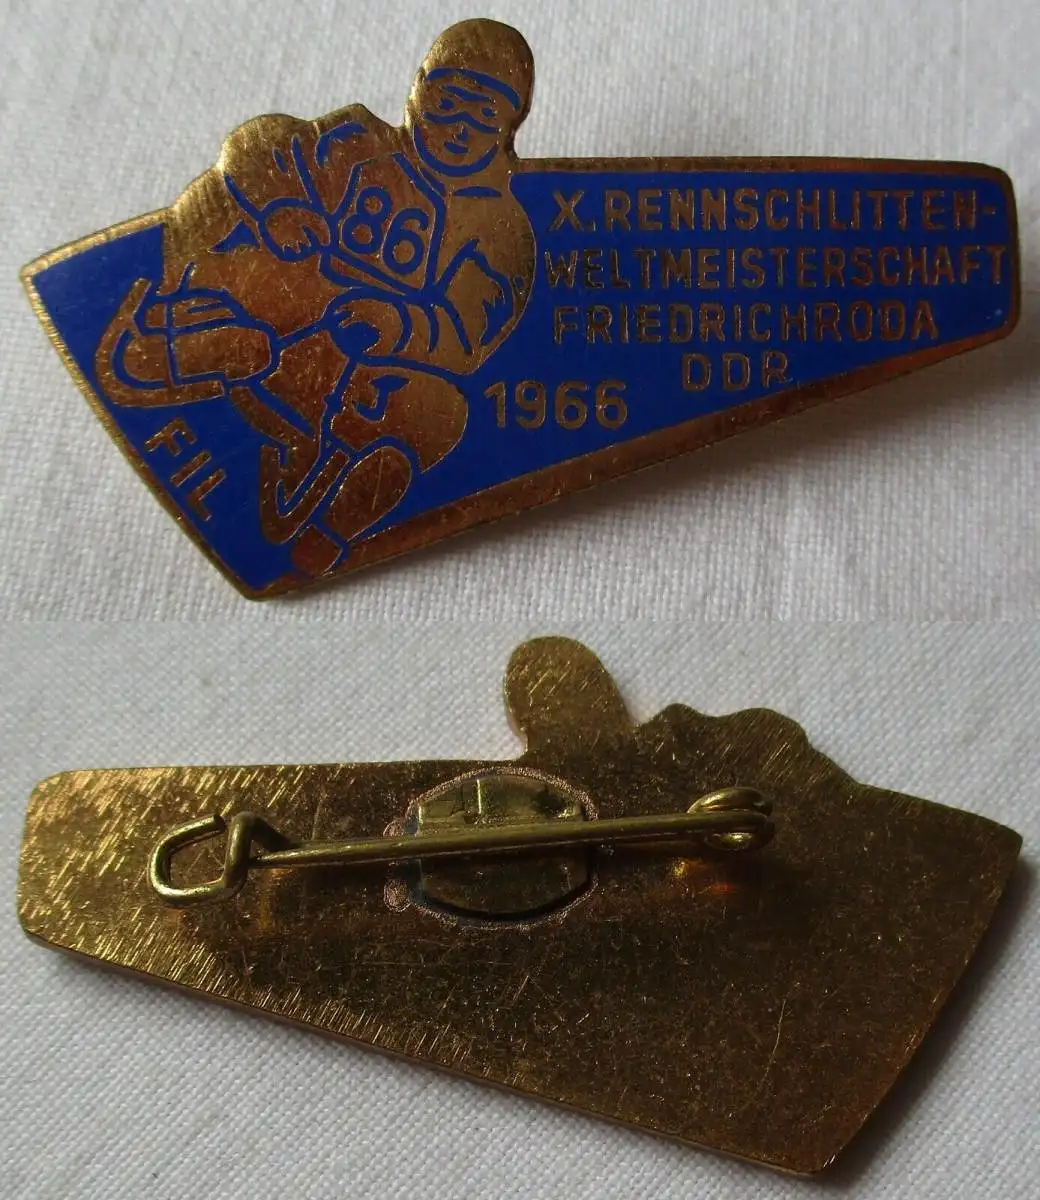 86
X. RENNSCHLITTEN-
WELTMEISTERSCHAFT
FRIEDRICHRODA
DDR
1966
FIL